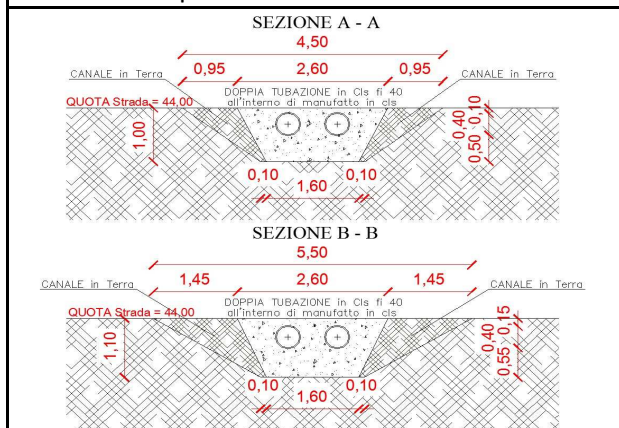 SEZIONE A - A
4,50
CANALE in Terra
0,95
2,60
0,95
CANALE in Terra
DOPPIA TUBAZIONE in Cls fi 40
all'interno di manufatto in cls
QUOTA Strada = 44,00
1,00
0,10
0,40
0,50
0,10
1,60
0,10
SEZIONE B - B
5,50
CANALE in Terra
1,45
2,60
1,45
CANALE in Terra
DOPPIA TUBAZIONE in Cls fi 40
all'interno di manufatto in cls
QUOTA Strada = 44,00
1,10
0,15
0,40
0,55
0,10
1,60
0,10